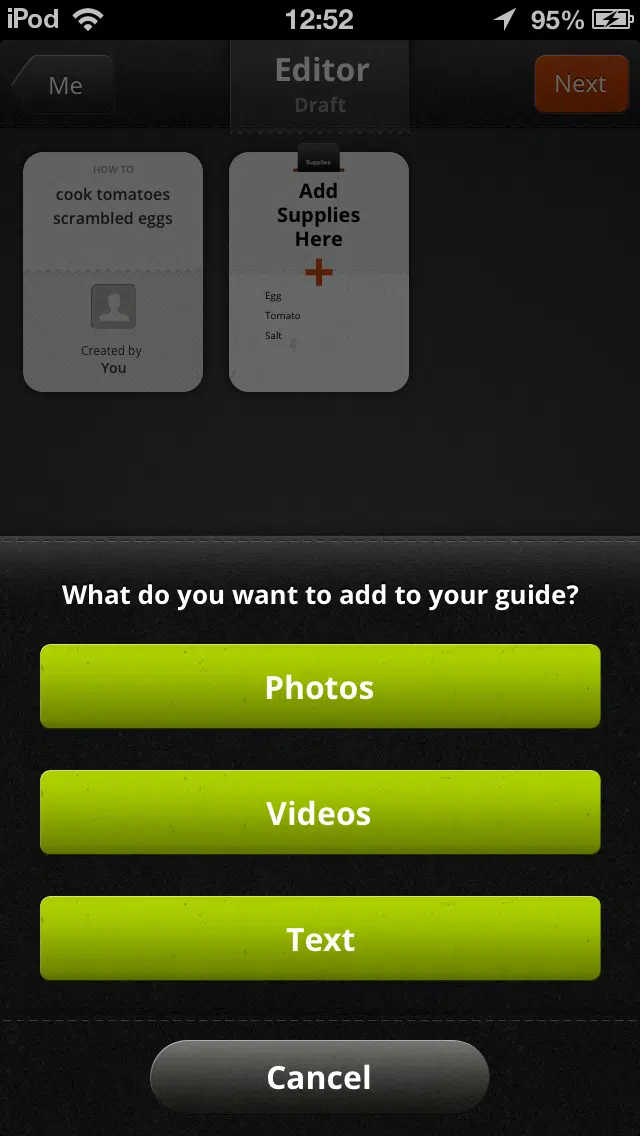 iPod 12:52 95%
Me
Editor
Draft
Next
HOW TO
cook tomatoes
scrambled eggs
Created by
You
Supplies
Add
Supplies
Here
Egg
Tomato
Salt
What do you want to add to your guide?
Photos
Videos
Text
Cancel